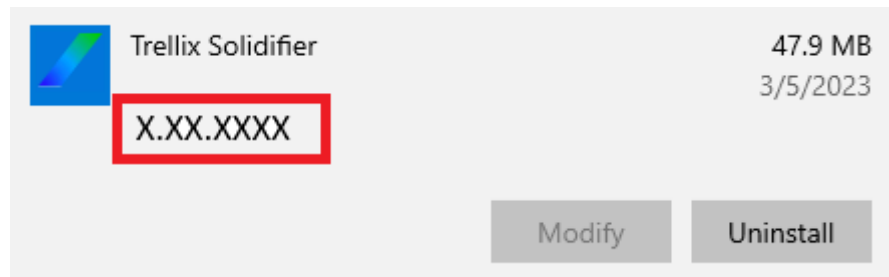 Trellix Solidifier 47.9 MB
3/5/2023
X.XX.XXXX
Modify Uninstall